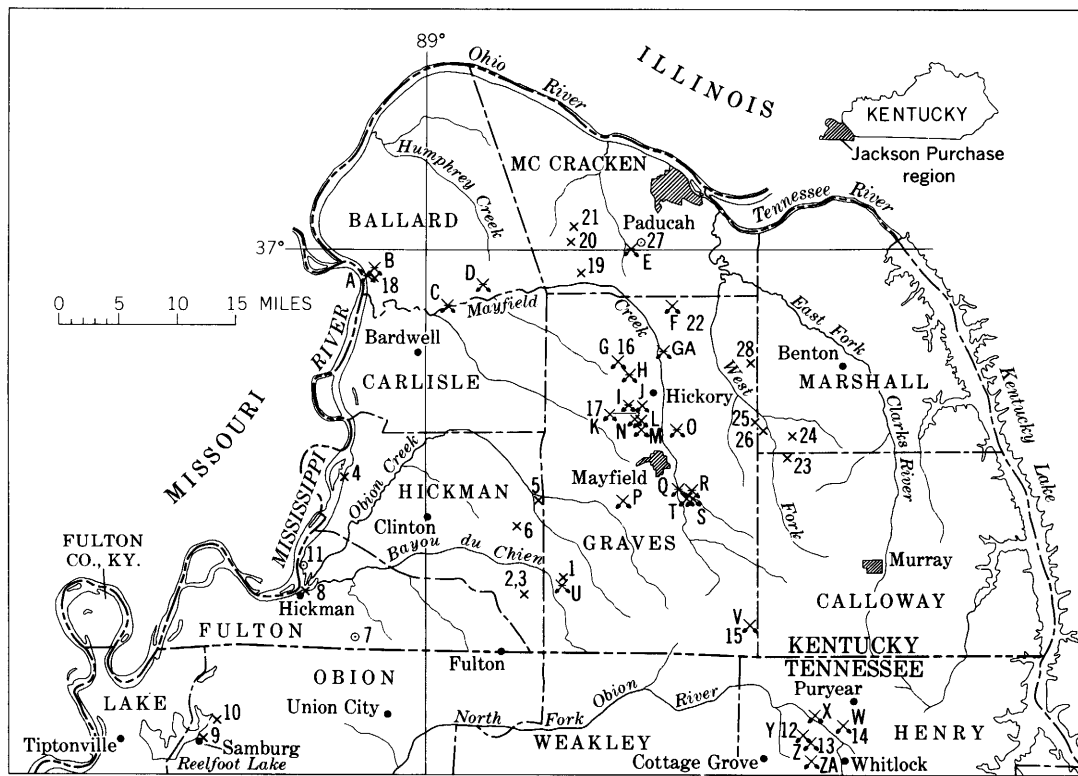 89°
Ohio River
ILLINOIS
KENTUCKY
Jackson Purchase
region
MC CRACKEN
Humphrey Creek
Tennessee River
BALLARD
21
Paducah
20
27
37°
E
B
A
18
19
D
0 5 10 15 MILES
C
Mayfield Creek
F 22
East Fork
Bardwell
G 16
GA
H
28
Benton
MARSHALL
RIVER
CARLISLE
I
J
Hickory
West
Kentucky Lake
17
K
L
N
M
O
25
26
24
Clarks River
MISSOURI
23
4
Obion Creek
HICKMAN
5
Mayfield
Q
R
P
T
S
Fork
MISSISSIPPI
Clinton
6
GRAVES
FULTON
CO., KY.
Bayou du Chien
Murray
11
1
2,3
U
8
Hickman
CALLOWAY
FULTON
7
V
15
KENTUCKY
Fulton
TENNESSEE
OBION
Obion River
Puryear
LAKE
Union City
X
W
10
North Fork
Y 12
14
HENRY
9
Z
13
Tiptonville
Samburg
WEAKLEY
Reelfoot Lake
Cottage Grove
ZA
Whitlock